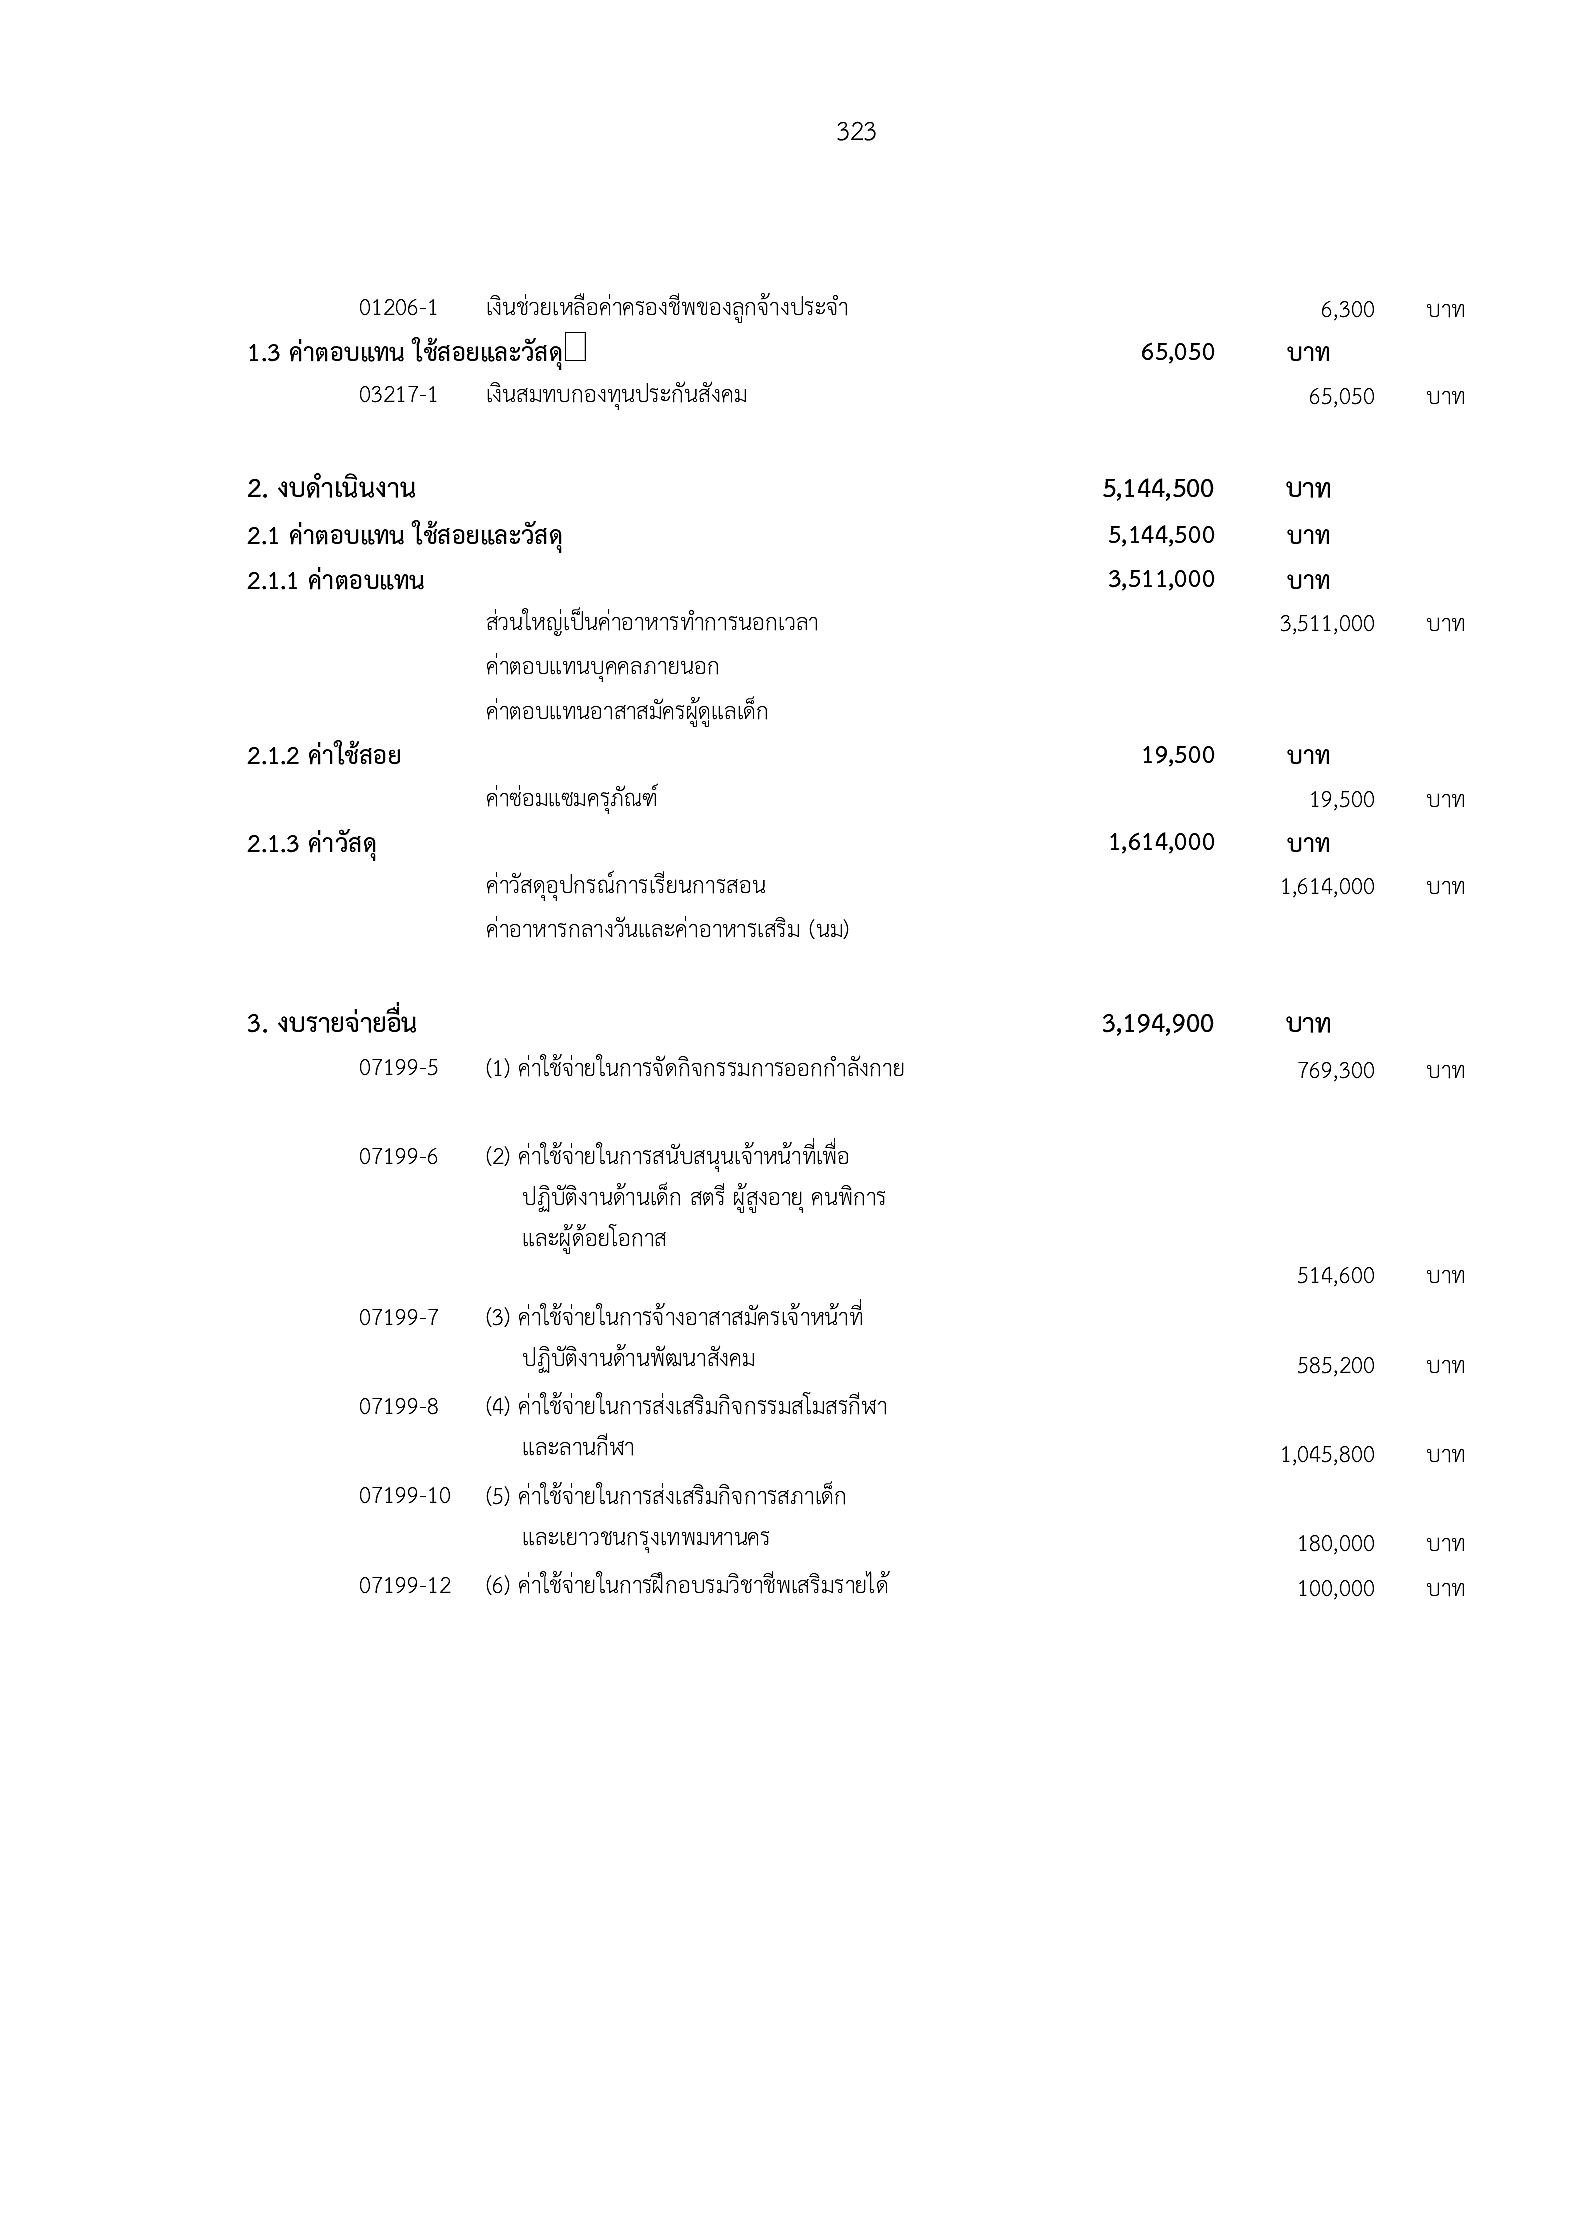 323
01206-1 เงินช่วยเหลือค่าครองชีพของลูกจ้างประจำ 6,300 บาท
1.3 ค่าตอบแทน ใช้สอยและวัสดุ 65,050 บาท
03217-1 เงินสมทบกองทุนประกันสังคม 65,050 บาท
2. งบดำเนินงาน 5,144,500 บาท
2.1 ค่าตอบแทน ใช้สอยและวัสดุ 5,144,500 บาท
2.1.1 ค่าตอบแทน 3,511,000 บาท
ส่วนใหญ่เป็นค่าอาหารทำการนอกเวลา 3,511,000 บาท
ค่าตอบแทนบุคคลภายนอก
ค่าตอบแทนอาสาสมัครผู้ดูแลเด็ก
2.1.2 ค่าใช้สอย 19,500 บาท
ค่าซ่อมแซมครุภัณฑ์ 19,500 บาท
2.1.3 ค่าวัสดุ 1,614,000 บาท
ค่าวัสดุอุปกรณ์การเรียนการสอน 1,614,000 บาท
ค่าอาหารกลางวันและค่าอาหารเสริม (นม)
3. งบรายจ่ายอื่น 3,194,900 บาท
07199-5 (1) ค่าใช้จ่ายในการจัดกิจกรรมการออกกำลังกาย 769,300 บาท
07199-6 (2) ค่าใช้จ่ายในการสนับสนุนเจ้าหน้าที่เพื่อ
ปฏิบัติงานด้านเด็ก สตรี ผู้สูงอายุ คนพิการ
และผู้ด้อยโอกาส
514,600 บาท
07199-7 (3) ค่าใช้จ่ายในการจ้างอาสาสมัครเจ้าหน้าที่
ปฏิบัติงานด้านพัฒนาสังคม 585,200 บาท
07199-8 (4) ค่าใช้จ่ายในการส่งเสริมกิจกรรมสโมสรกีฬา
และลานกีฬา 1,045,800 บาท
07199-10 (5) ค่าใช้จ่ายในการส่งเสริมกิจการสภาเด็ก
และเยาวชนกรุงเทพมหานคร 180,000 บาท
07199-12 (6) ค่าใช้จ่ายในการฝึกอบรมวิชาชีพเสริมรายได้ 100,000 บาท